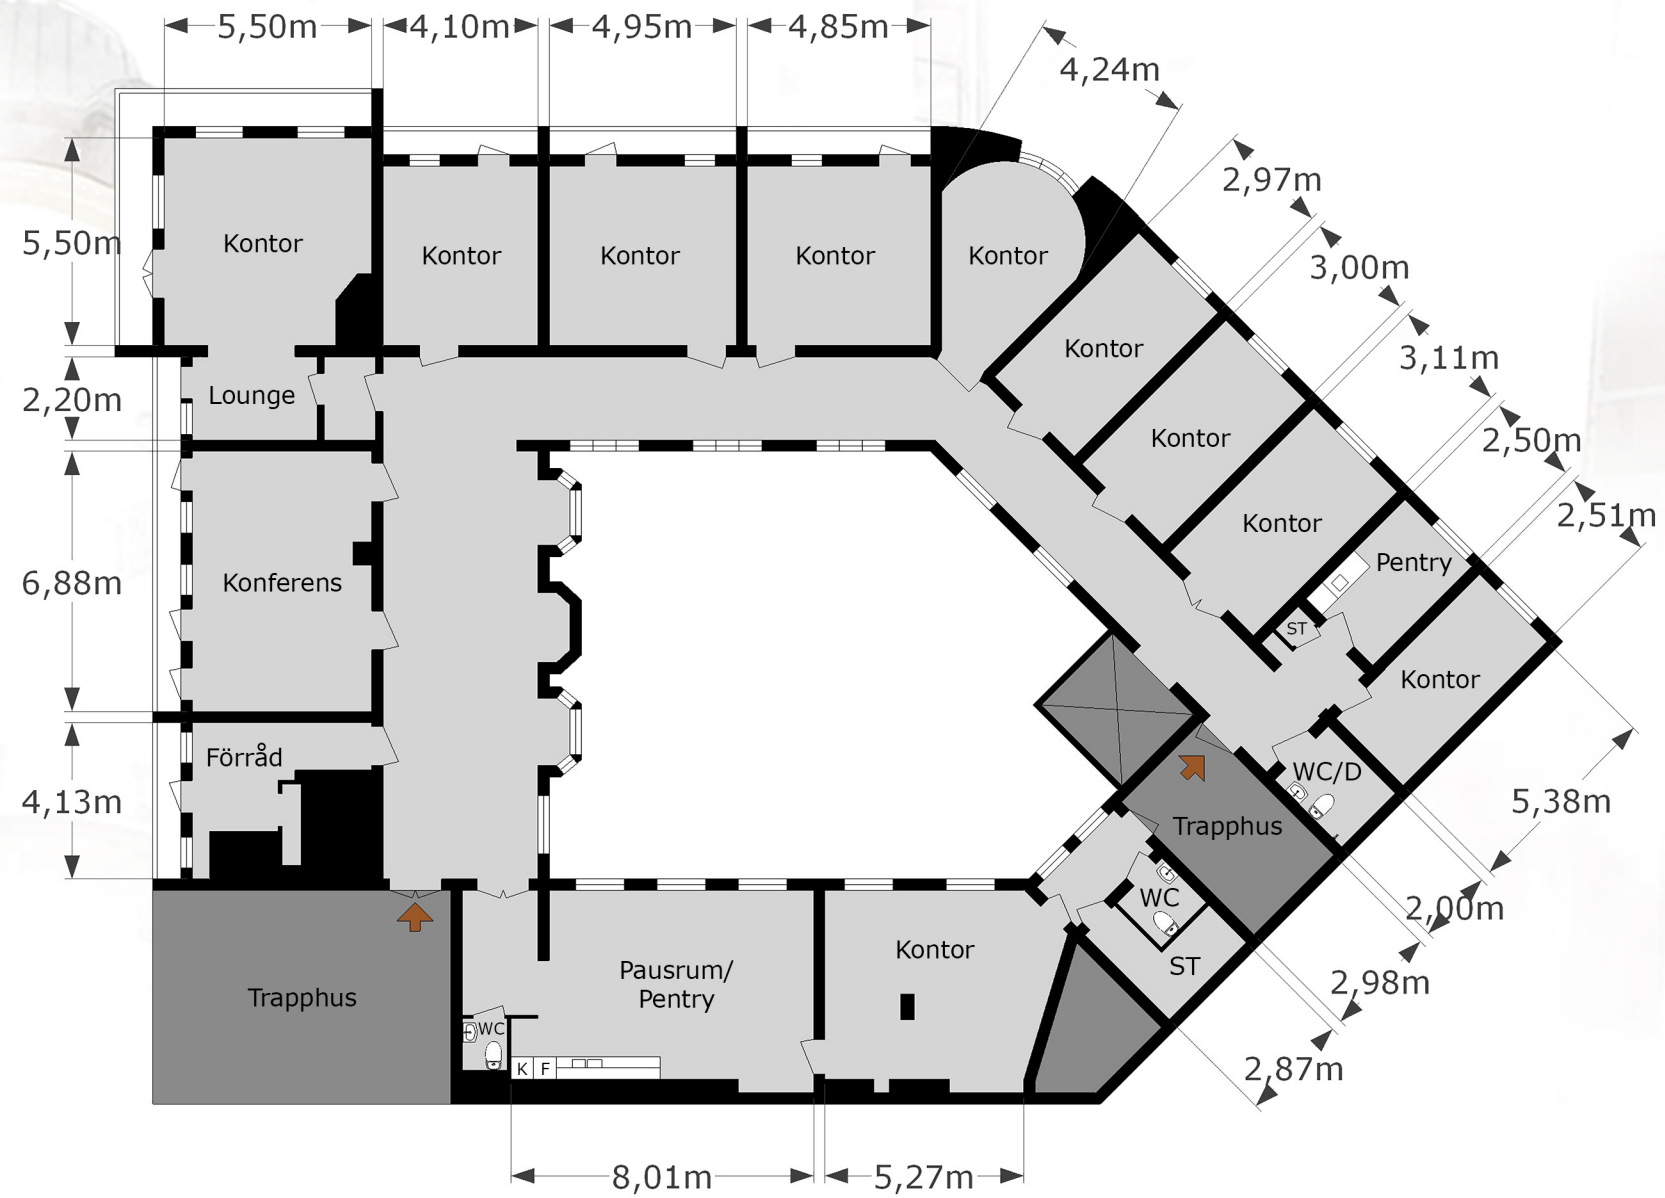 5,50m
4,10m
4,95m
4,85m
4,24m
2,97m
3,00m
3,11m
2,50m
2,51m
5,50m
Kontor
Kontor
Kontor
Kontor
Kontor
Kontor
Kontor
Kontor
2,20m
Lounge
Pentry
ST
Kontor
6,88m
Konferens
Förråd
4,13m
WC/D
5,38m
Trapphus
2,00m
WC
ST
2,98m
2,87m
Kontor
Trapphus
Pausrum/
Pentry
WC
K F
8,01m
5,27m